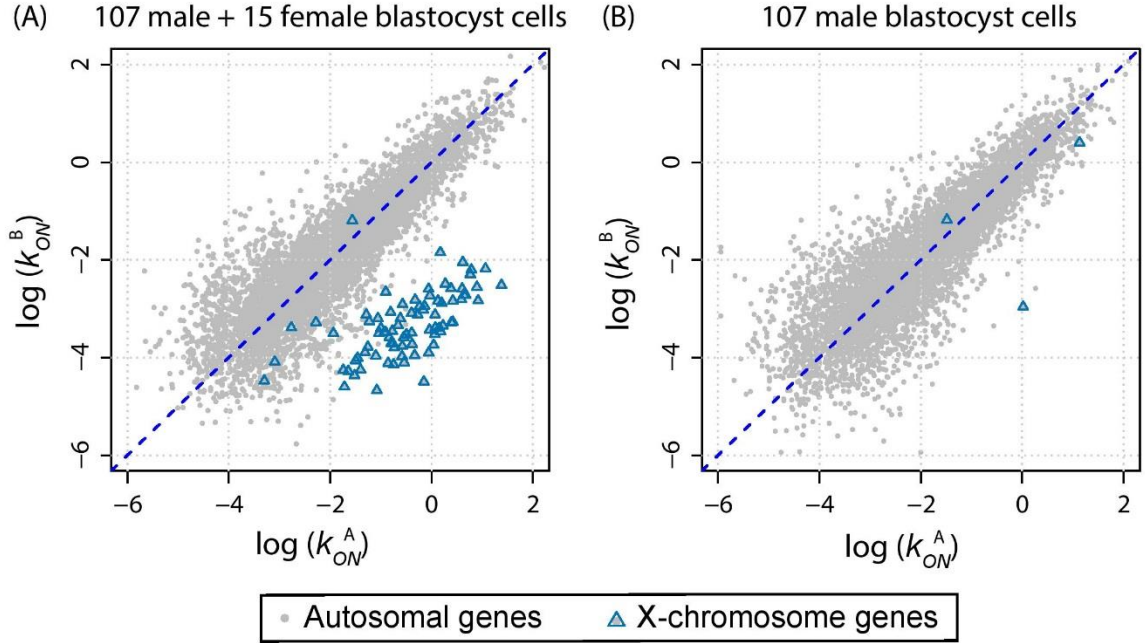 (A) 107 male + 15 female blastocyst cells
(B) 107 male blastocyst cells
2
0
−2
−4
−6
log (k_ON^B)
−6 −4 −2 0 2
log (k_ON^A)
2
0
−2
−4
−6
log (k_ON^B)
−6 −4 −2 0 2
log (k_ON^A)
Autosomal genes X-chromosome genes